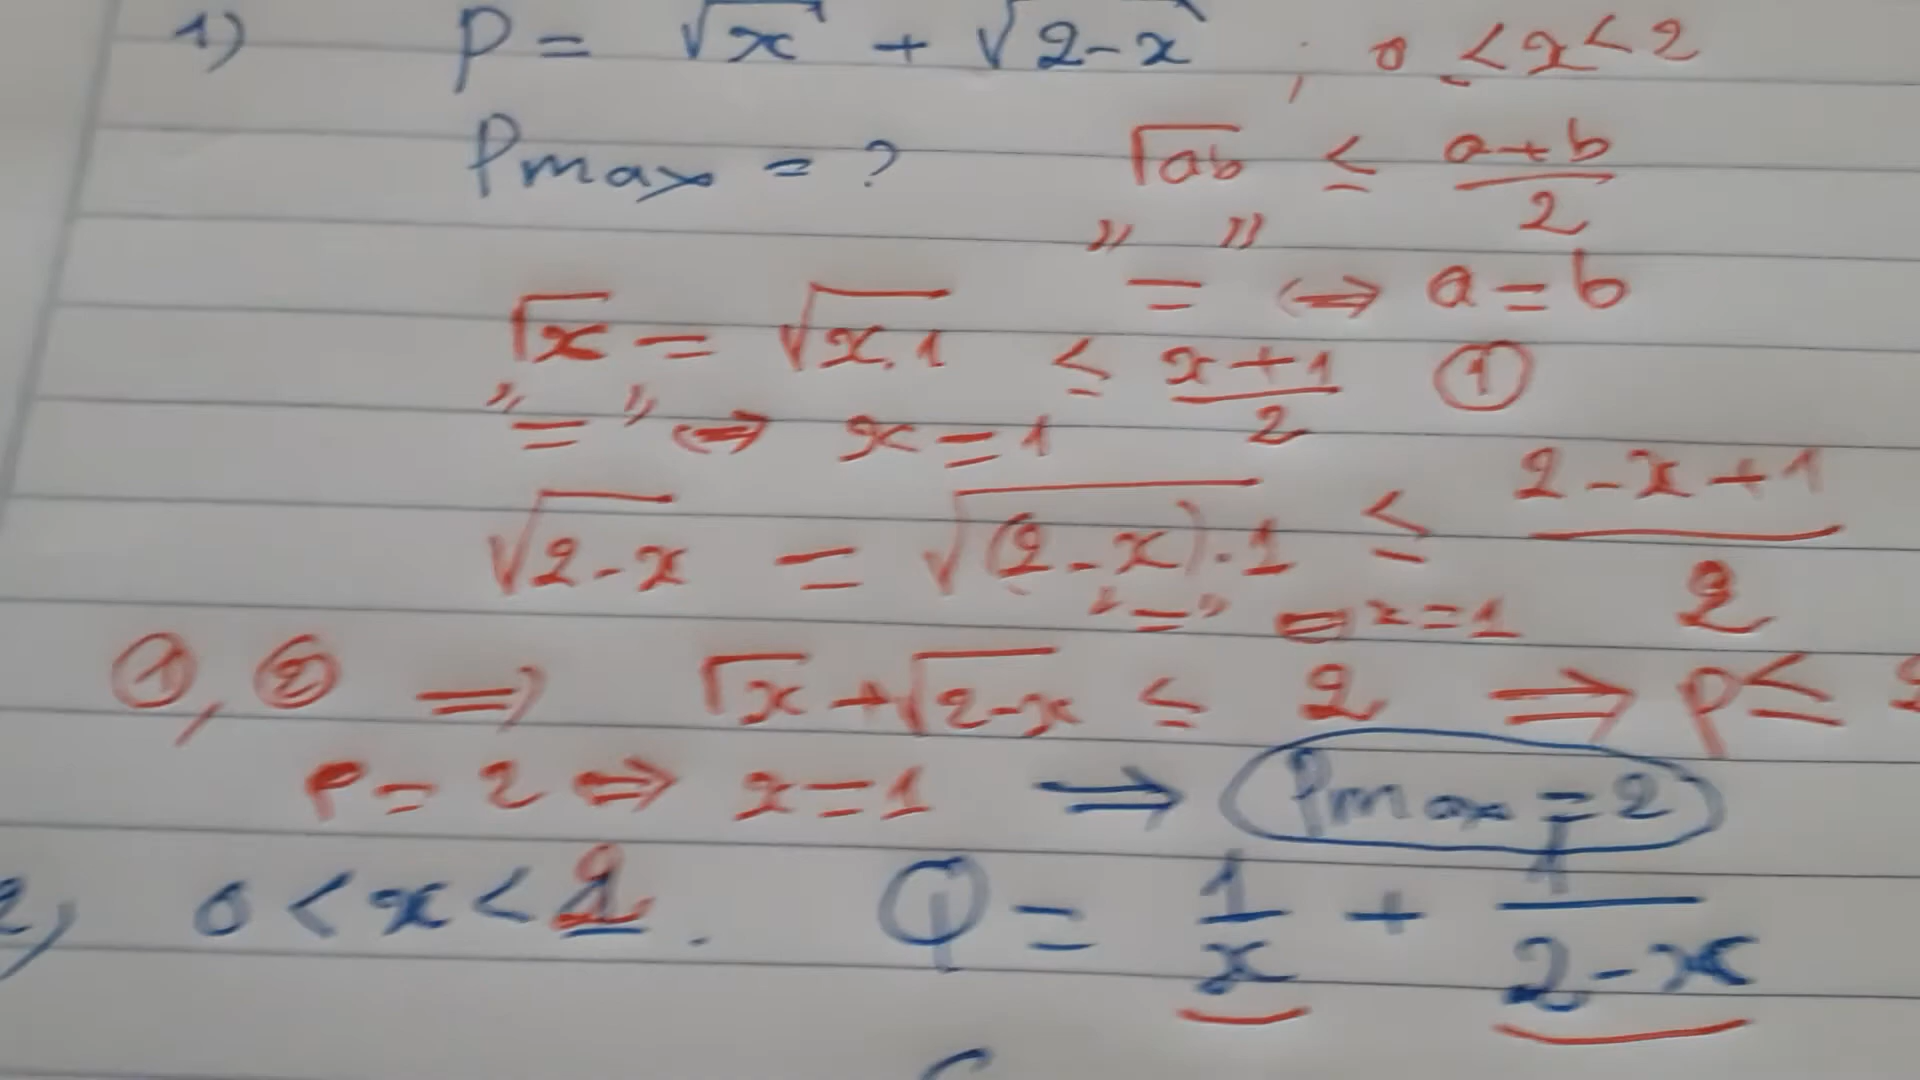 1) P = √x + √2-x ; 0 < x < 2
Pmax = ? √ab ≤ a+b/2
"=" ⇔ a = b
√x = √x.1 ≤ x+1/2 ①
"=" ⇔ x = 1
√2-x = √(2-x).1 ≤ 2-x+1/2
"=" ⇔ x=1
①, ② ⇒ √x + √2-x ≤ 2 ⇒ P ≤
P = 2 ⇔ x = 1 ⇒ Pmax = 2
2, 0 < x < 2 . Q = 1/x + 1/2-x